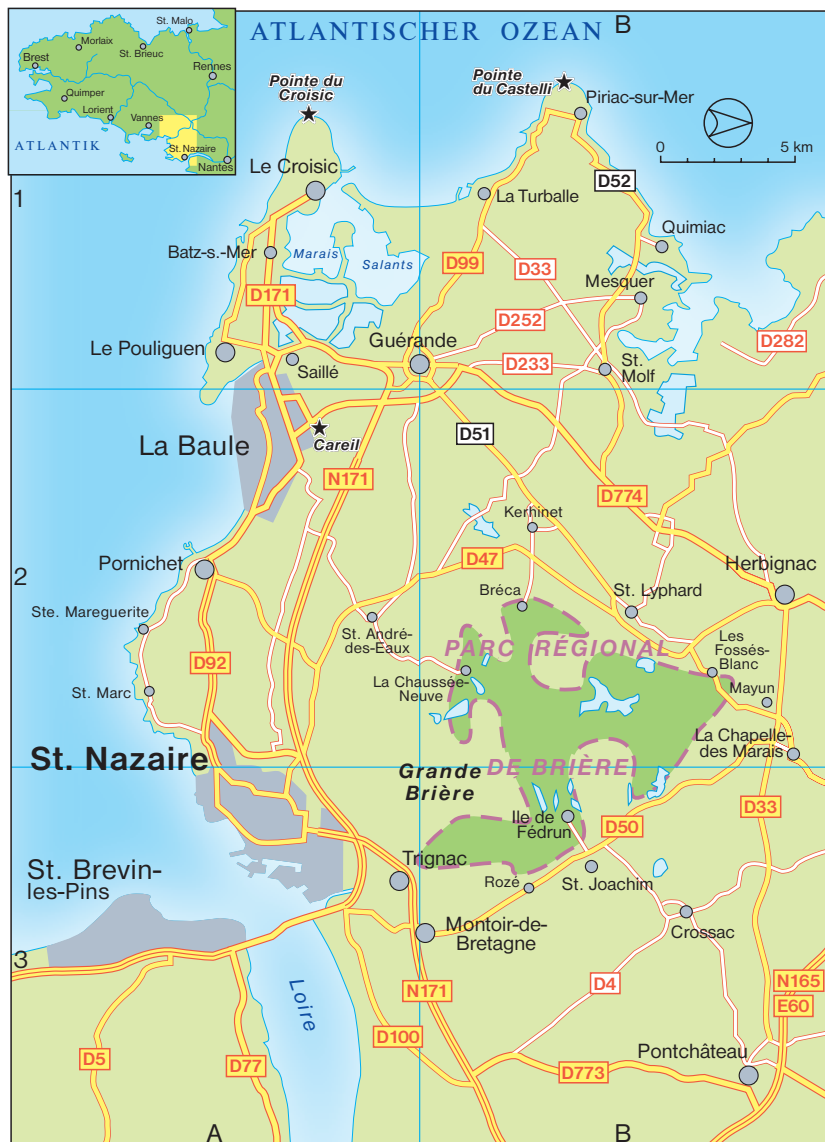 ATLANTISCHER OZEAN
B
St. Malo
Morlaix
St. Brieuc
Brest
Rennes
Quimper
Lorient
Vannes
ATLANTIK
St. Nazaire
Nantes
Pointe du
Croisic
Pointe
du Castelli
Piriac-sur-Mer
0
5 km
Le Croisic
D52
1
La Turballe
Quimiac
Batz-s.-Mer
Marais
Salants
D99
D33
Mesquer
D171
D252
D282
Le Pouliguen
Guérande
Saillé
D233
St.
Molf
Careil
La Baule
D51
N171
D774
Kerhinet
D47
Pornichet
2
Herbignac
Bréca
St. Lyphard
Ste. Mareguerite
St. André-
des-Eaux
PARC RÉGIONAL
Les
Fossés-
Blanc
D92
La Chaussée-
Neuve
St. Marc
Mayun
La Chapelle-
des Marais
St. Nazaire
Grande
Brière
DE BRIÈRE
D33
Ile de
Fédrun
D50
St. Brevin-
les-Pins
Trignac
Rozé
St. Joachim
Montoir-de-
Bretagne
Crossac
3
N171
D4
N165
E60
Loire
D100
D5
D77
D773
Pontchâteau
A
B